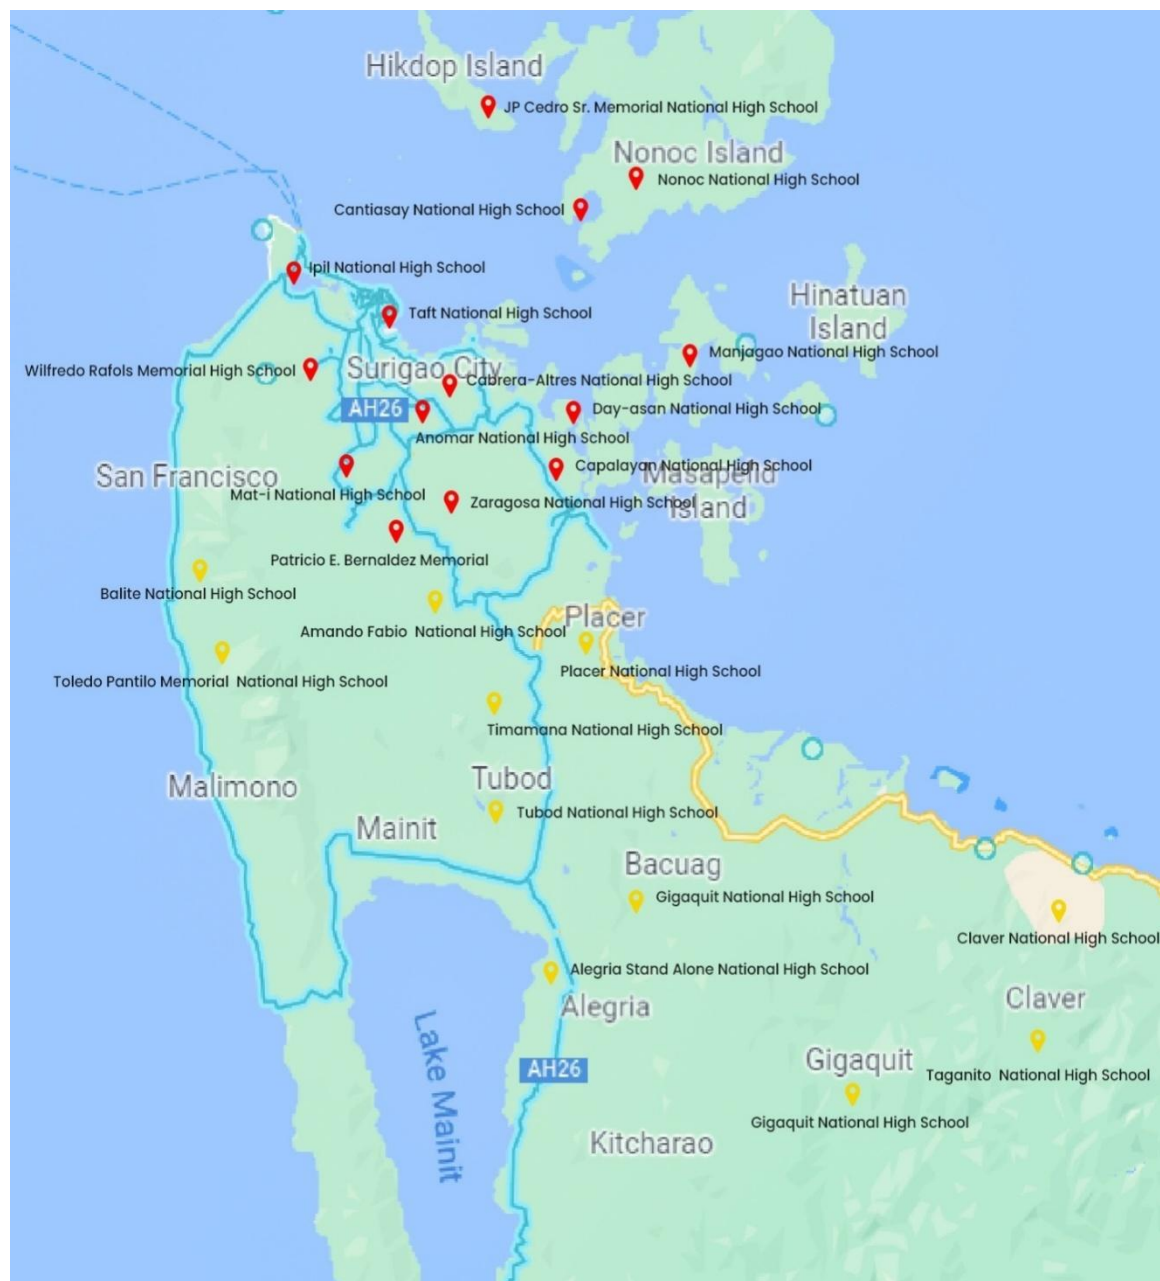 Hikdop Island
JP Cedro Sr. Memorial National High School
Nonoc Island
Nonoc National High School
Cantiasay National High School
Ipil National High School
Hinatuan
Island
Taft National High School
Manjagao National High School
Wilfredo Rafols Memorial High School
Surigao City
Cabrera-Altres National High School
AH26
Day-asan National High School
Anomar National High School
Capalayan National High School
San Francisco
Masapelid
Island
Mat-i National High School
Zaragosa National High School
Patricio E. Bernaldez Memorial
Balite National High School
Placer
Amando Fabio National High School
Placer National High School
Toledo Pantilo Memorial National High School
Timamana National High School
Tubod
Malimono
Tubod National High School
Mainit
Bacuag
Gigaquit National High School
Claver National High School
Alegria Stand Alone National High School
Alegria
Claver
Lake Mainit
AH26
Gigaquit
Taganito National High School
Gigaquit National High School
Kitcharao